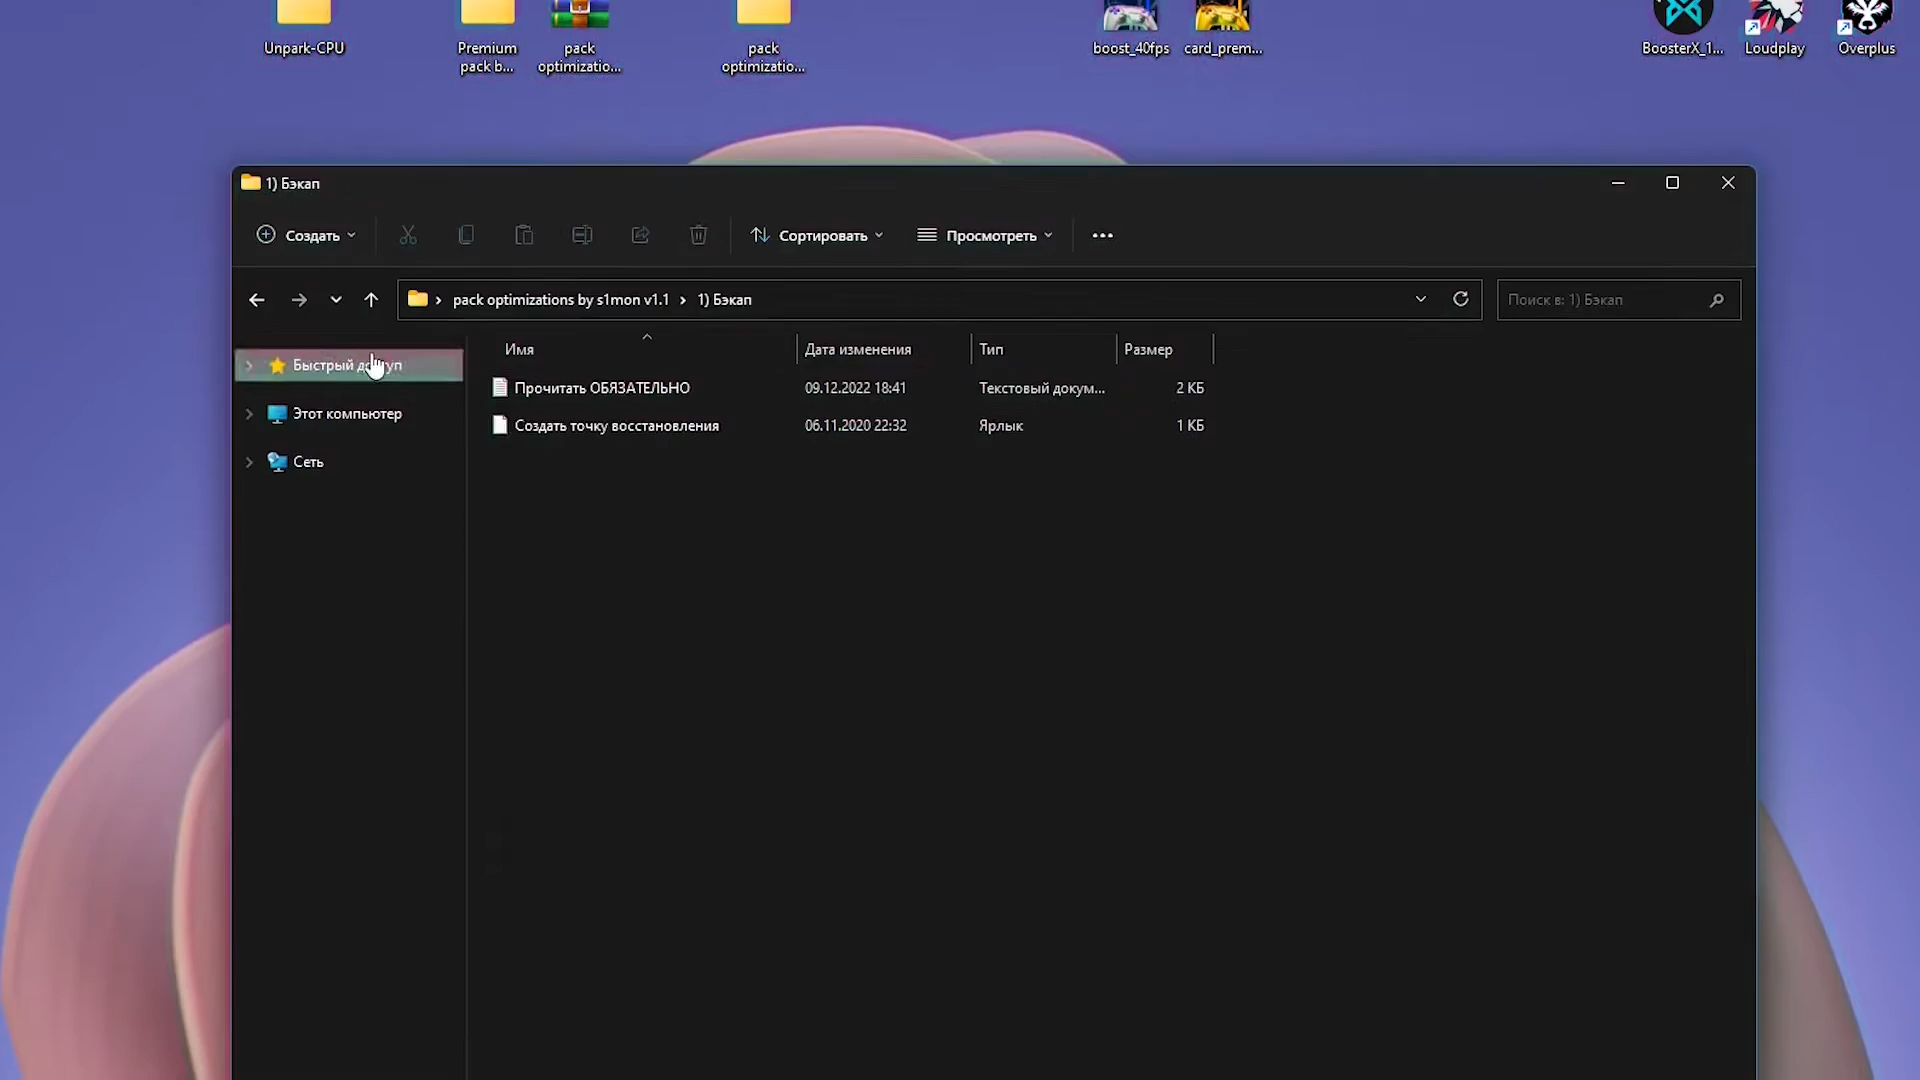 Unpark-CPU
Premium
pack b...
pack
optimizatio...
pack
optimizatio...
boost_40fps
card_prem...
BoosterX_1...
Loudplay
Overplus
1) Бэкап
Создать
Сортировать
Просмотреть
pack optimizations by s1mon v1.1 › 1) Бэкап
Поиск в: 1) Бэкап
Быстрый доступ
Этот компьютер
Сеть
Имя Дата изменения Тип Размер
Прочитать ОБЯЗАТЕЛЬНО 09.12.2022 18:41 Текстовый докум... 2 КБ
Создать точку восстановления 06.11.2020 22:32 Ярлык 1 КБ